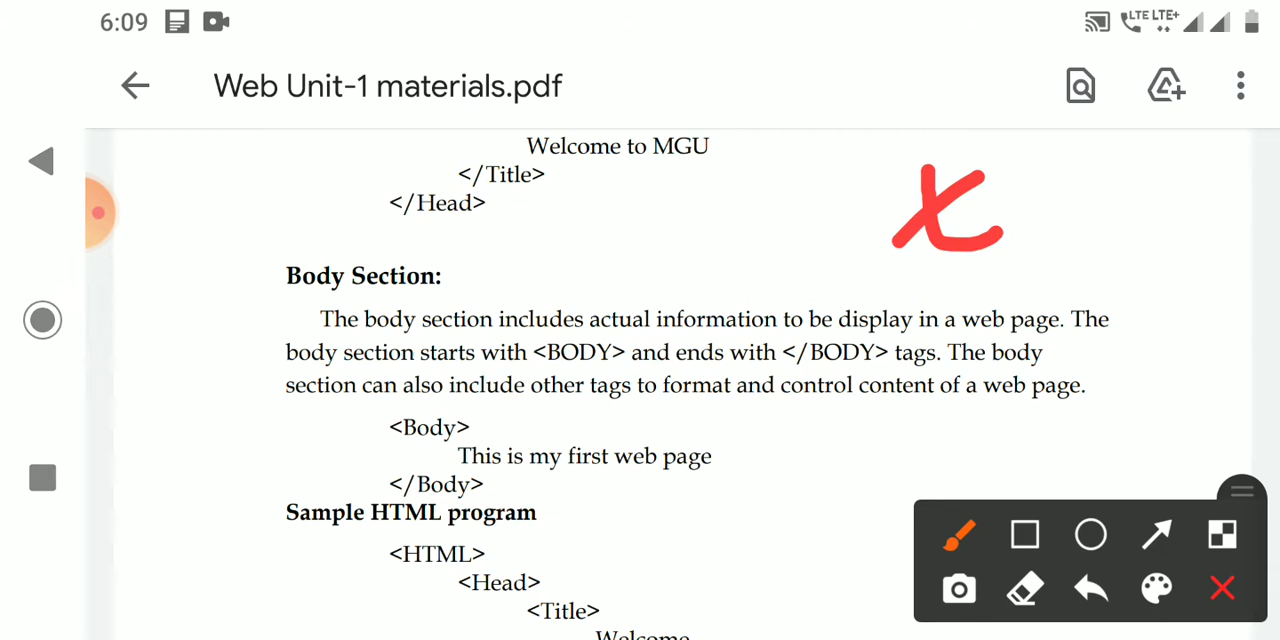 6:09
LTE LTE+
Web Unit-1 materials.pdf
Welcome to MGU
</Title>
</Head>
Body Section:
The body section includes actual information to be display in a web page. The
body section starts with <BODY> and ends with </BODY> tags. The body
section can also include other tags to format and control content of a web page.
<Body>
This is my first web page
</Body>
Sample HTML program
<HTML>
<Head>
<Title>
Welcome